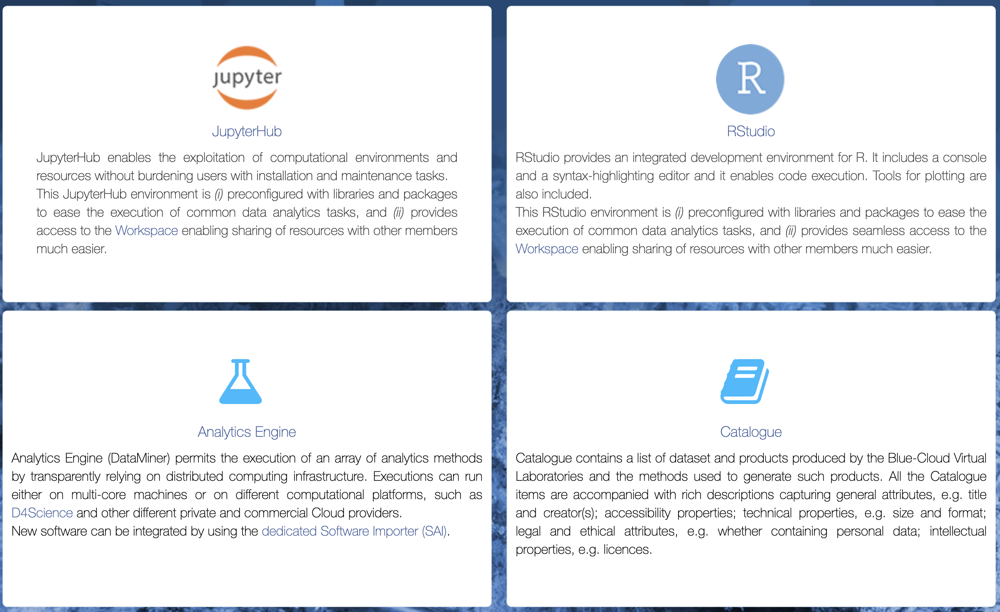 jupyter
JupyterHub
JupyterHub enables the exploitation of computational environments and
resources without burdening users with installation and maintenance tasks.
This JupyterHub environment is (i) preconfigured with libraries and packages
to ease the execution of common data analytics tasks, and (ii) provides
access to the Workspace enabling sharing of resources with other members
much easier.
R
RStudio
RStudio provides an integrated development environment for R. It includes a console
and a syntax-highlighting editor and it enables code execution. Tools for plotting are
also included.
This RStudio environment is (i) preconfigured with libraries and packages to ease the
execution of common data analytics tasks, and (ii) provides seamless access to the
Workspace enabling sharing of resources with other members much easier.
Analytics Engine
Analytics Engine (DataMiner) permits the execution of an array of analytics methods
by transparently relying on distributed computing infrastructure. Executions can run
either on multi-core machines or on different computational platforms, such as
D4Science and other different private and commercial Cloud providers.
New software can be integrated by using the dedicated Software Importer (SAI).
Catalogue
Catalogue contains a list of dataset and products produced by the Blue-Cloud Virtual
Laboratories and the methods used to generate such products. All the Catalogue
items are accompanied with rich descriptions capturing general attributes, e.g. title
and creator(s); accessibility properties; technical properties, e.g. size and format;
legal and ethical attributes, e.g. whether containing personal data; intellectual
properties, e.g. licences.